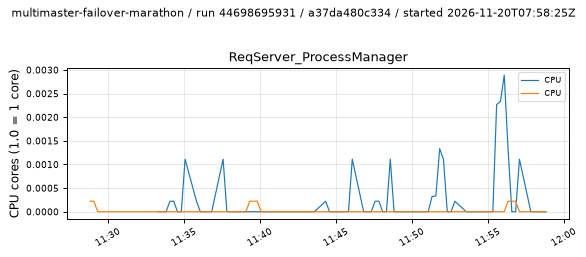 multimaster-failover-marathon / run 44698695931 / a37da480c334 / started 2026-11-20T07:58:25Z
ReqServer_ProcessManager
CPU cores (1.0 = 1 core)
0.0030
0.0025
0.0020
0.0015
0.0010
0.0005
0.0000
CPU
CPU
11:30
11:35
11:40
11:45
11:50
11:55
12:00